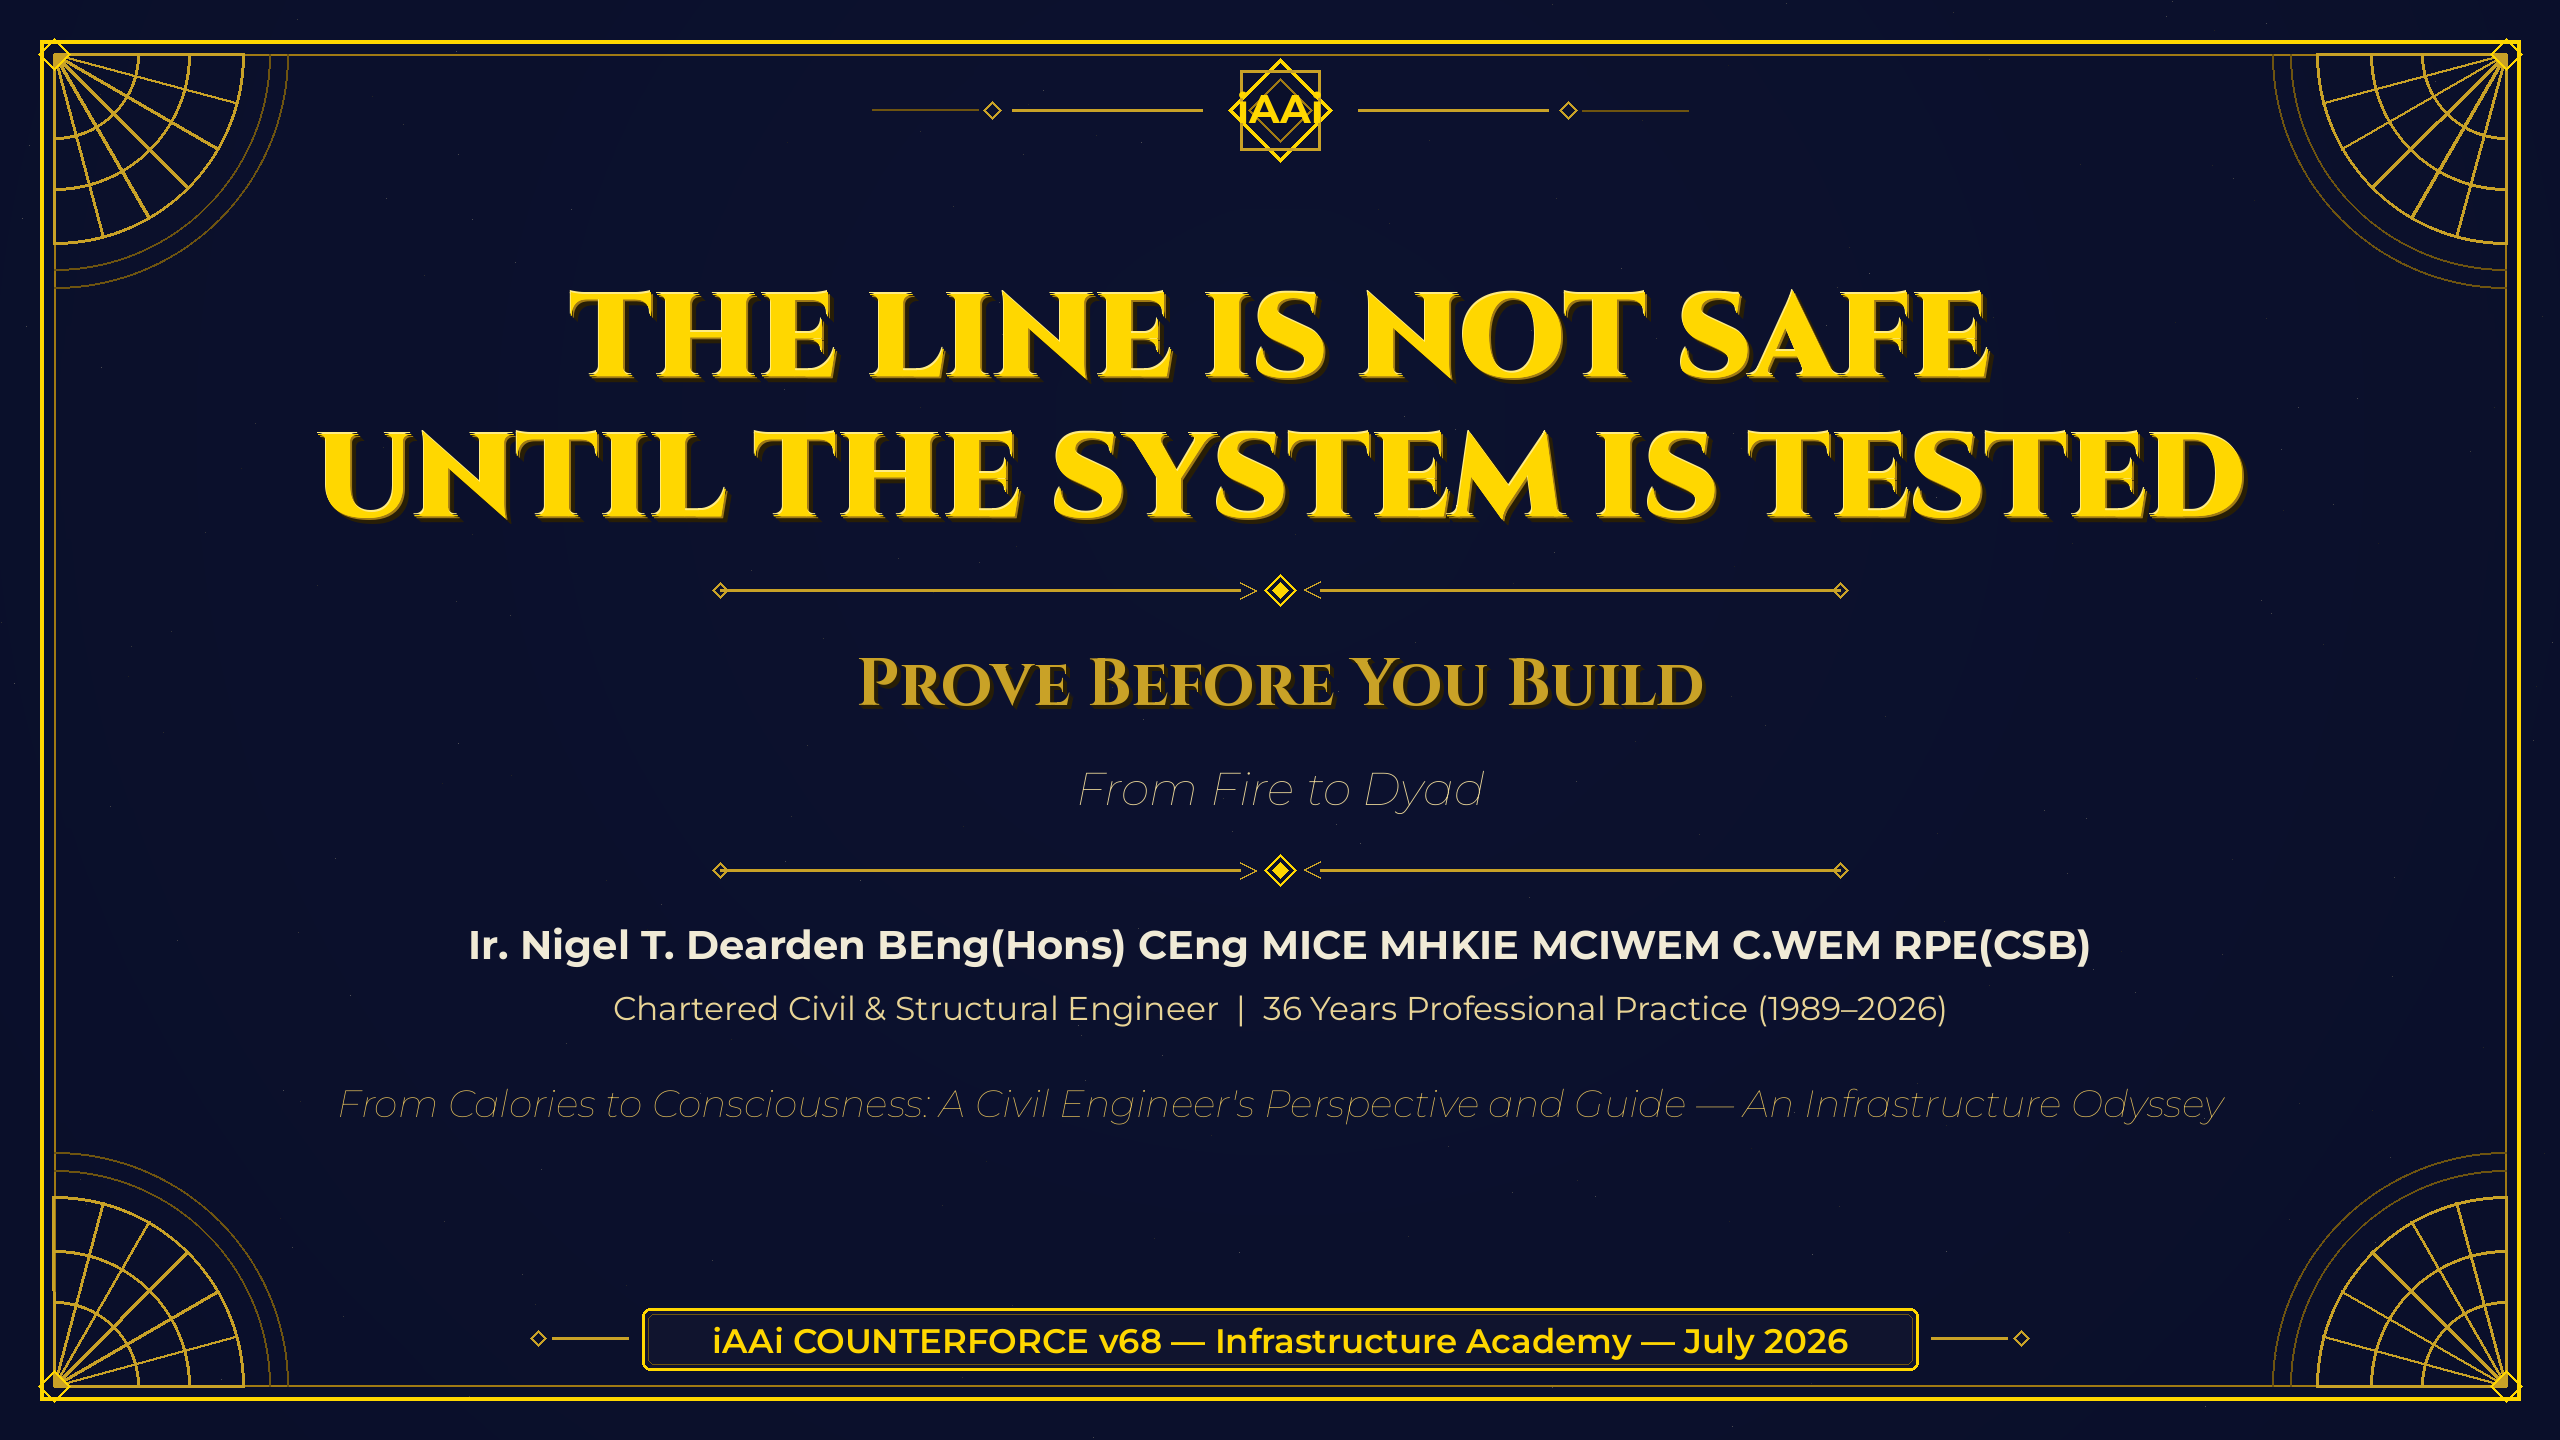 iAAi
THE LINE IS NOT SAFE
UNTIL THE SYSTEM IS TESTED
PROVE BEFORE YOU BUILD
From Fire to Dyad
Ir. Nigel T. Dearden BEng(Hons) CEng MICE MHKIE MCIWEM C.WEM RPE(CSB)
Chartered Civil & Structural Engineer | 36 Years Professional Practice (1989–2026)
From Calories to Consciousness: A Civil Engineer's Perspective and Guide — An Infrastructure Odyssey
iAAi COUNTERFORCE v68 — Infrastructure Academy — July 2026